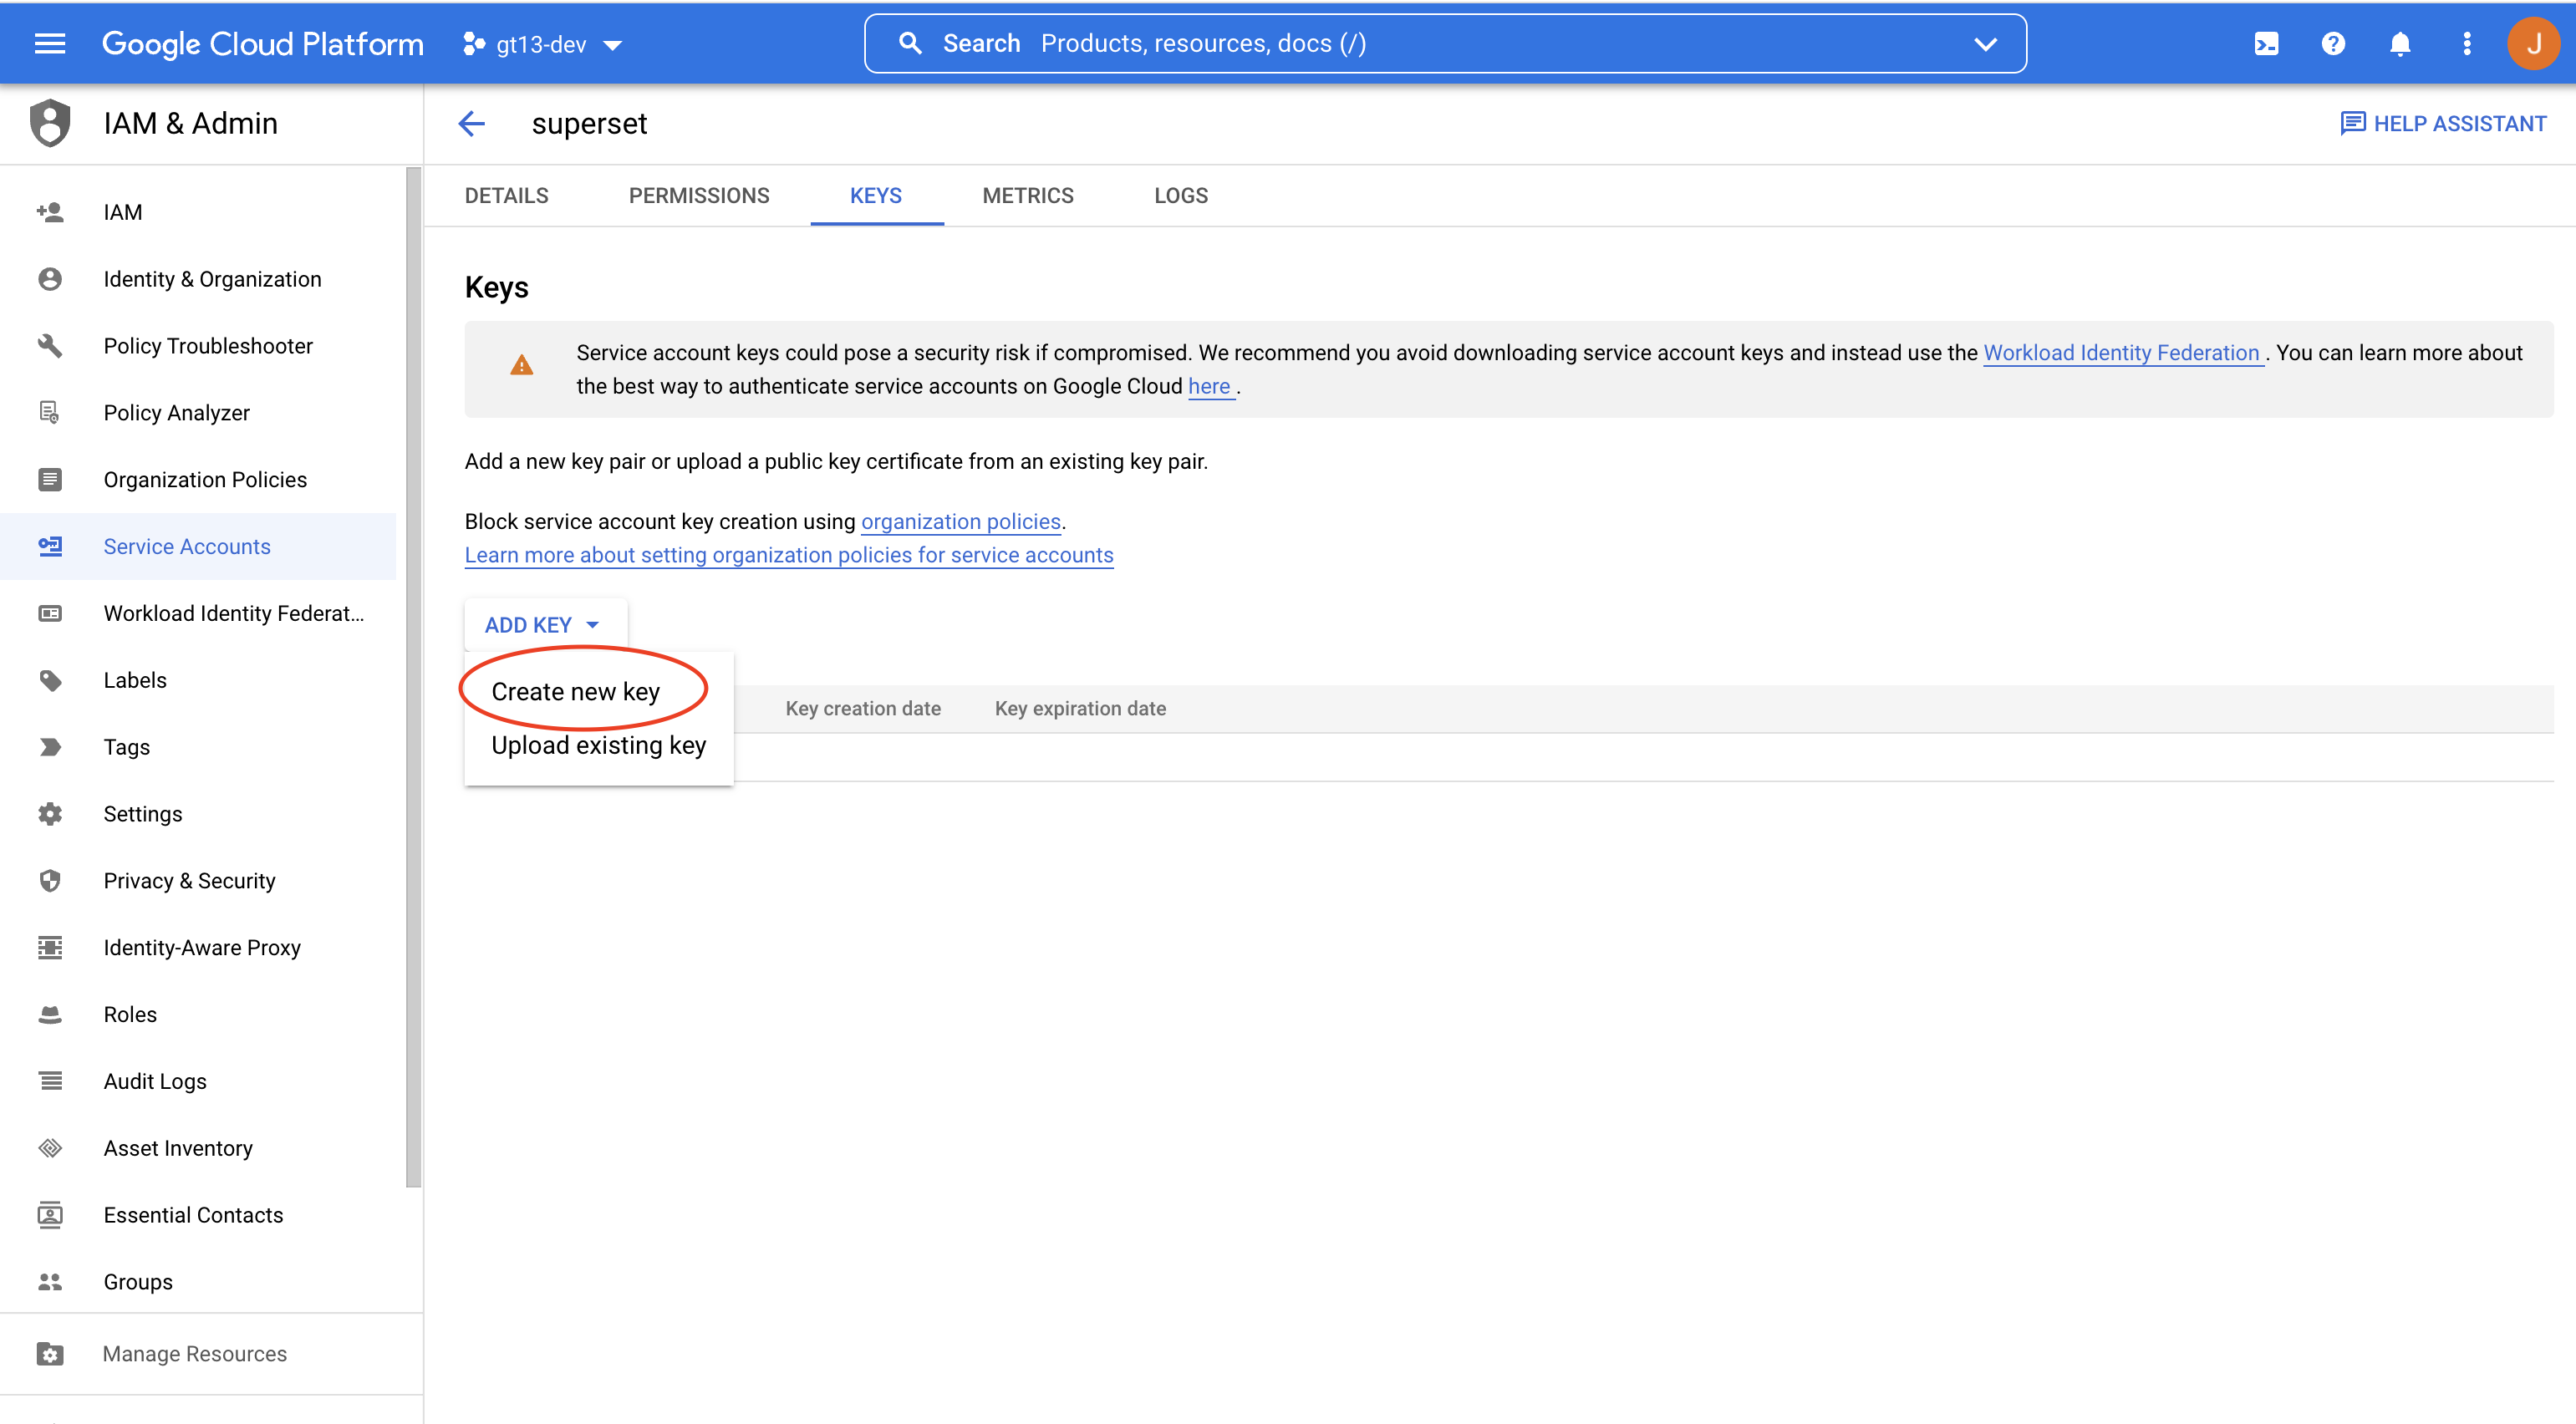 Google Cloud Platform
gt13-dev
Search Products, resources, docs (/)
J
IAM & Admin
superset
HELP ASSISTANT
DETAILS
PERMISSIONS
KEYS
METRICS
LOGS
IAM
Identity & Organization
Policy Troubleshooter
Policy Analyzer
Organization Policies
Service Accounts
Workload Identity Federat...
Labels
Tags
Settings
Privacy & Security
Identity-Aware Proxy
Roles
Audit Logs
Asset Inventory
Essential Contacts
Groups
Manage Resources
Keys
Service account keys could pose a security risk if compromised. We recommend you avoid downloading service account keys and instead use the Workload Identity Federation . You can learn more about
the best way to authenticate service accounts on Google Cloud here .
Add a new key pair or upload a public key certificate from an existing key pair.
Block service account key creation using organization policies.
Learn more about setting organization policies for service accounts
ADD KEY
Create new key
Upload existing key
Key creation date
Key expiration date